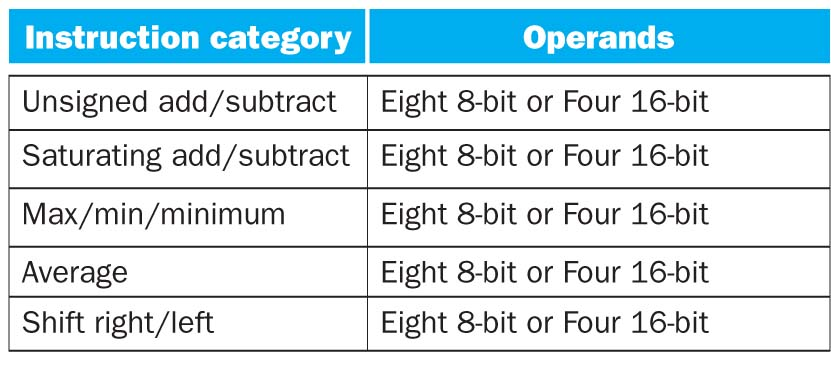 Instruction category Operands
Unsigned add/subtract Eight 8-bit or Four 16-bit
Saturating add/subtract Eight 8-bit or Four 16-bit
Max/min/minimum Eight 8-bit or Four 16-bit
Average Eight 8-bit or Four 16-bit
Shift right/left Eight 8-bit or Four 16-bit